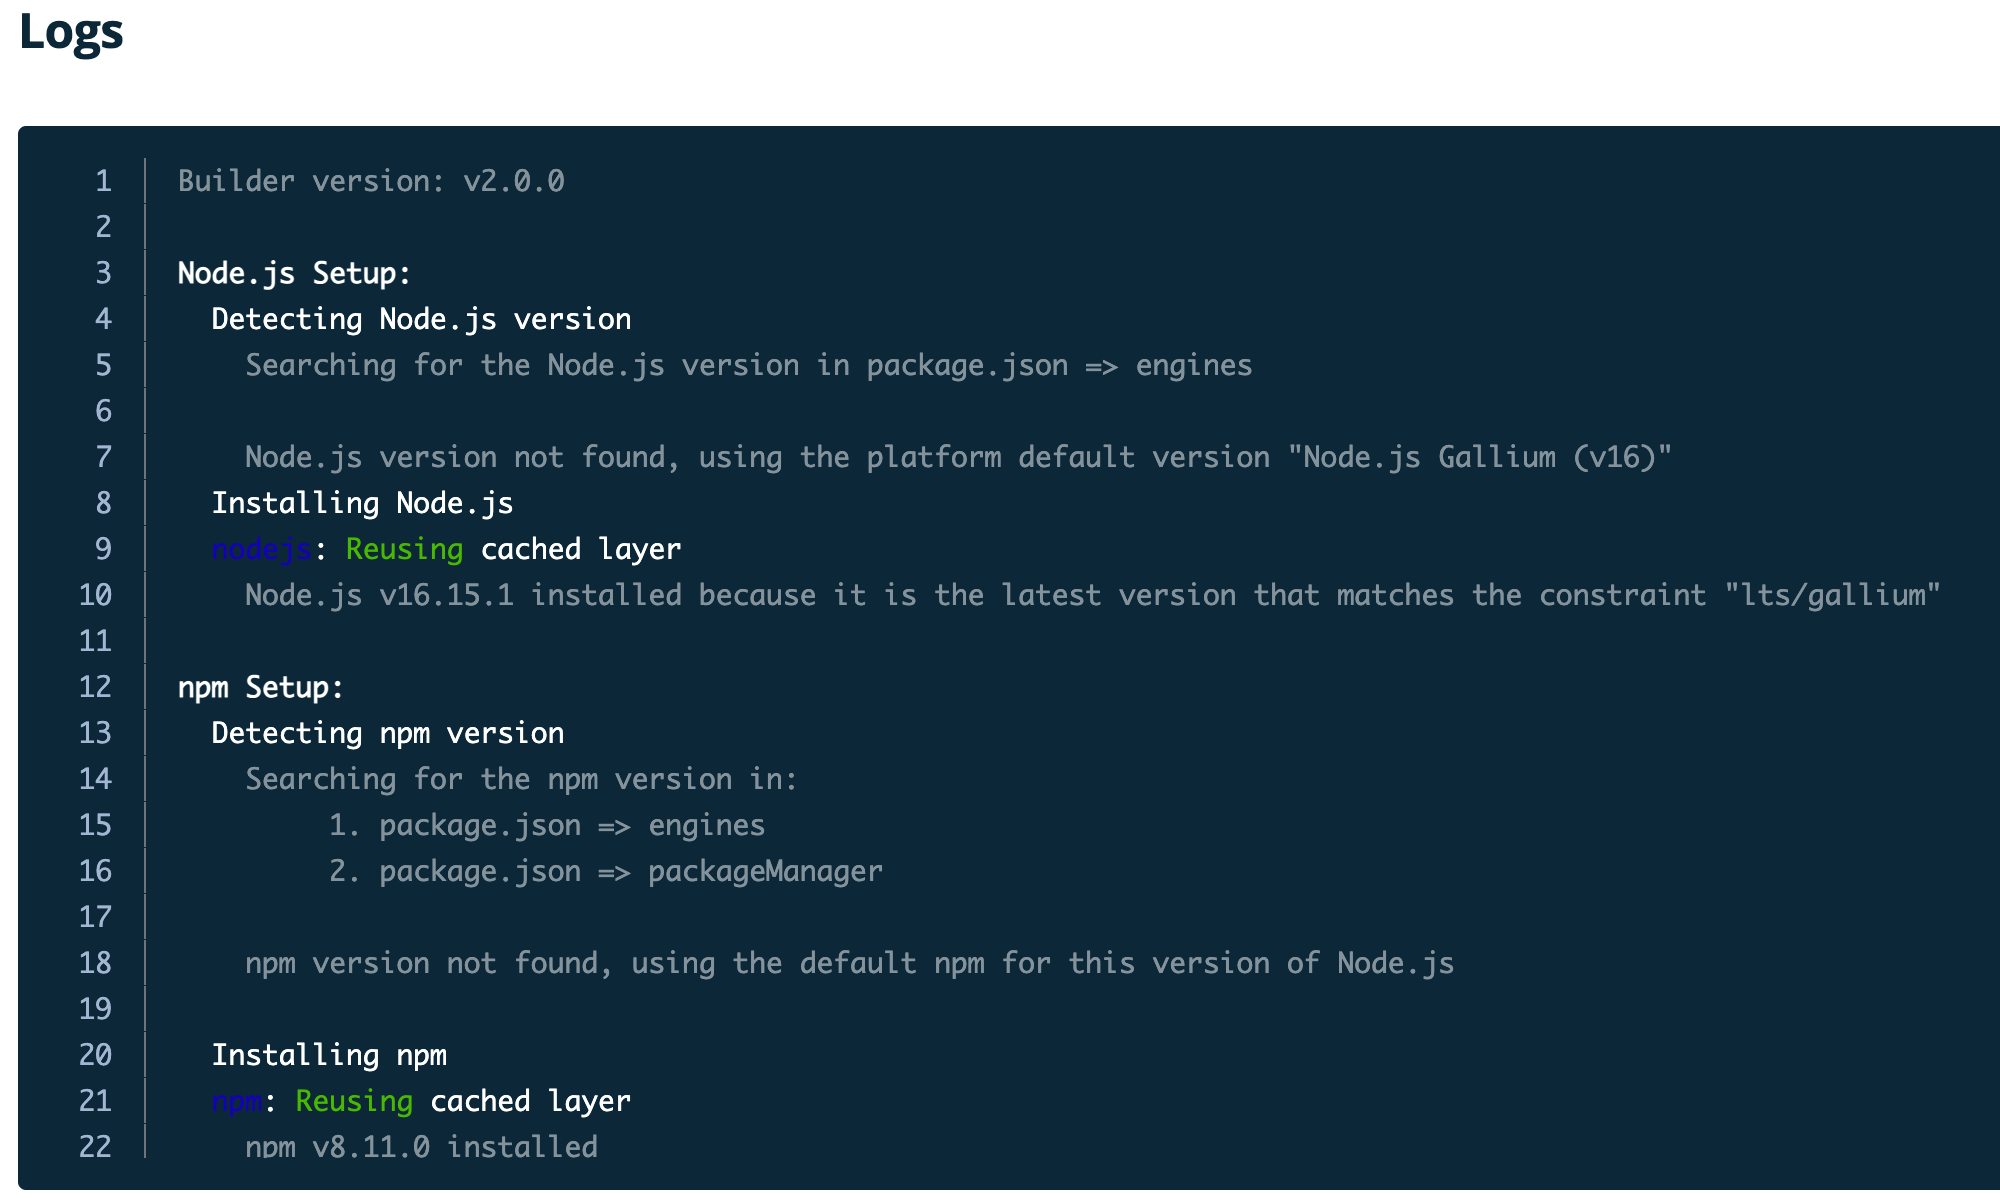 Logs
1 Builder version: v2.0.0
2
3 Node.js Setup:
4 Detecting Node.js version
5 Searching for the Node.js version in package.json => engines
6
7 Node.js version not found, using the platform default version "Node.js Gallium (v16)"
8 Installing Node.js
9 nodejs: Reusing cached layer
10 Node.js v16.15.1 installed because it is the latest version that matches the constraint "lts/gallium"
11
12 npm Setup:
13 Detecting npm version
14 Searching for the npm version in:
15 1. package.json => engines
16 2. package.json => packageManager
17
18 npm version not found, using the default npm for this version of Node.js
19
20 Installing npm
21 npm: Reusing cached layer
22 npm v8.11.0 installed